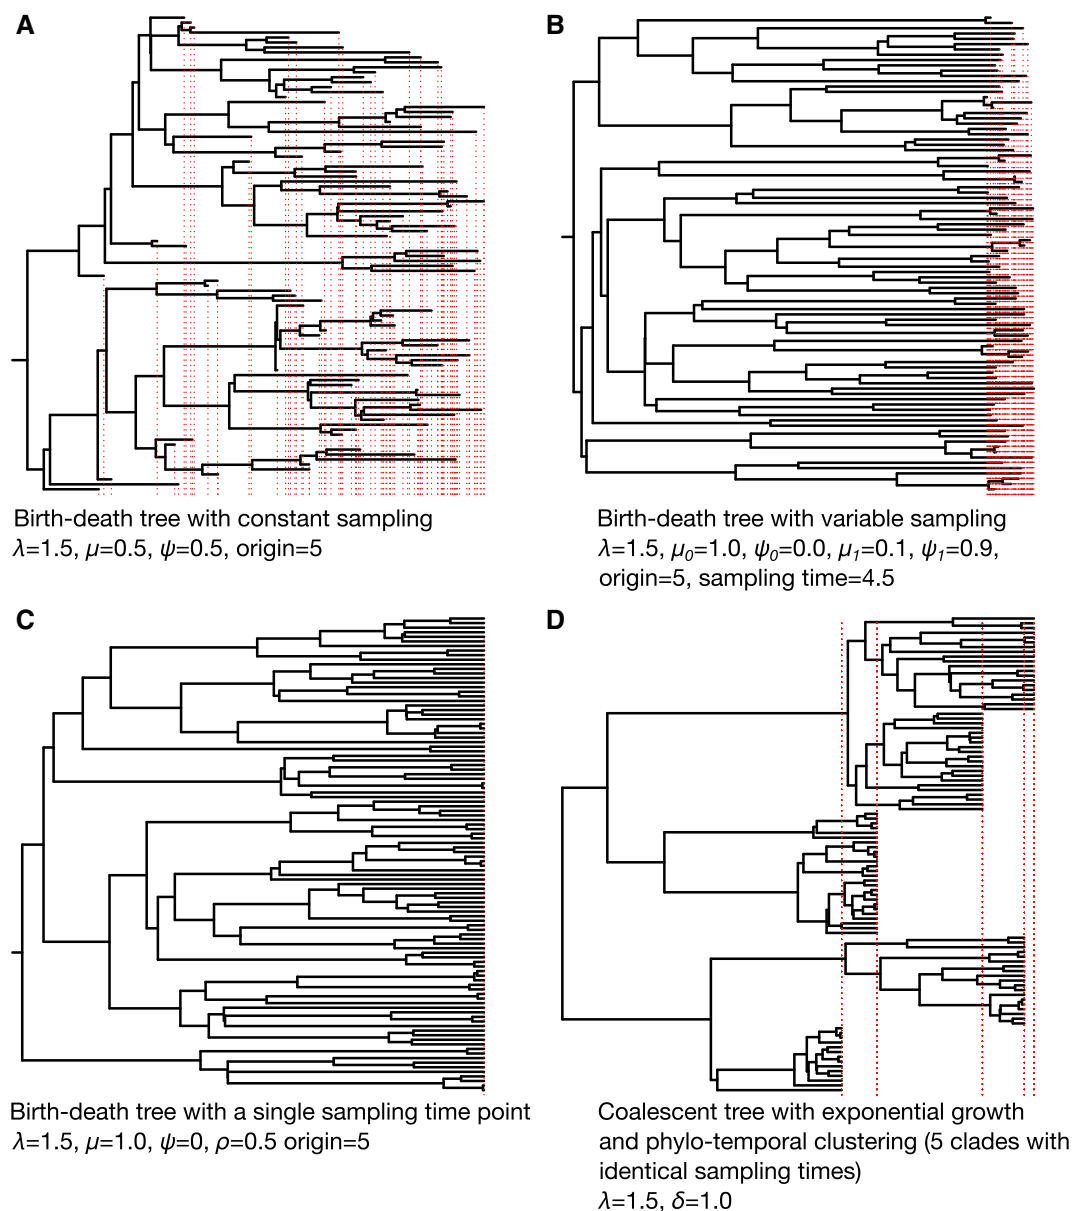 A
B
Birth-death tree with constant sampling
λ=1.5, μ=0.5, ψ=0.5, origin=5
Birth-death tree with variable sampling
λ=1.5, μ0=1.0, ψ0=0.0, μ1=0.1, ψ1=0.9,
origin=5, sampling time=4.5
C
D
Birth-death tree with a single sampling time point
λ=1.5, μ=1.0, ψ=0, ρ=0.5 origin=5
Coalescent tree with exponential growth
and phylo-temporal clustering (5 clades with
identical sampling times)
λ=1.5, δ=1.0